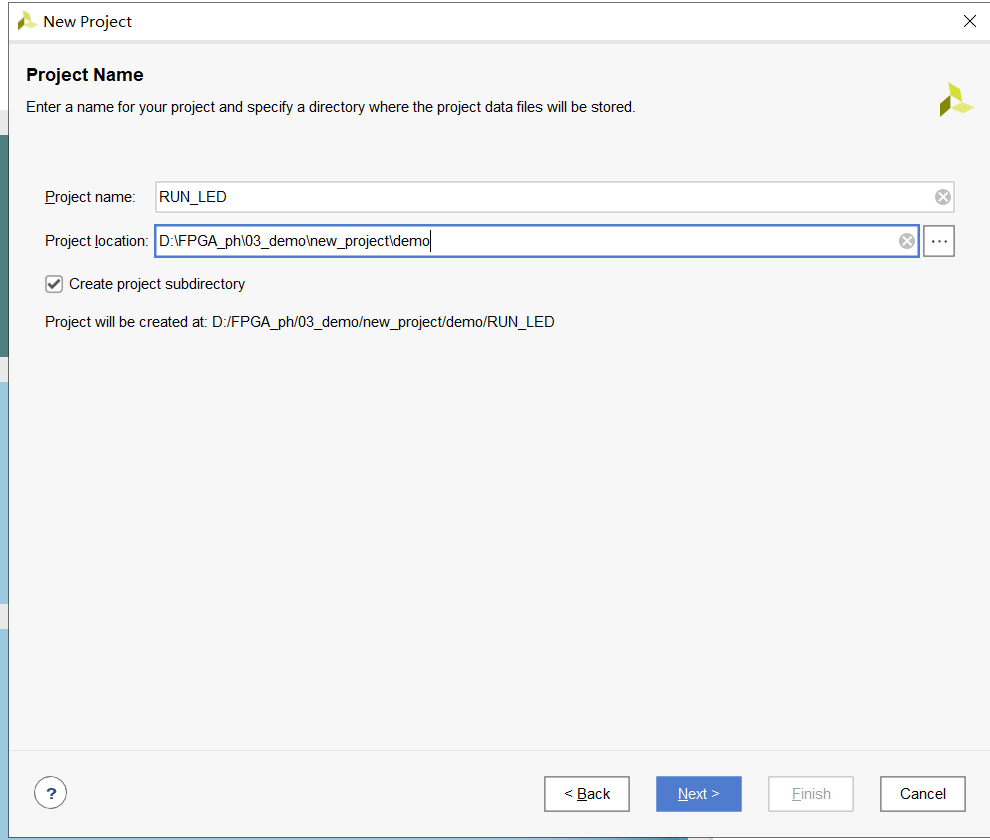 New Project
Project Name
Enter a name for your project and specify a directory where the project data files will be stored.
Project name: RUN_LED
Project location: D:\FPGA_ph\03_demo\new_project\demo ...
Create project subdirectory
Project will be created at: D:/FPGA_ph/03_demo/new_project/demo/RUN_LED
? < Back Next > Finish Cancel